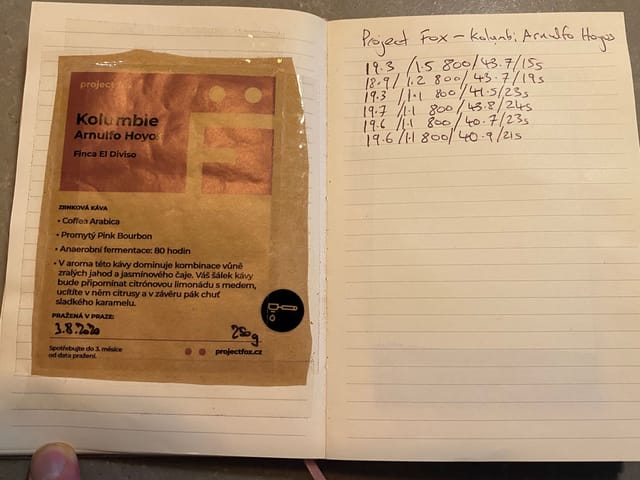 project fox
Kolumbie
Arnulfo Hoyos
Finca El Diviso
ZRNKOVÁ KÁVA
• Coffea Arabica
• Promytý Pink Bourbon
• Anaerobní fermentace: 80 hodin
• V aroma této kávy dominuje kombinace vůně
zralých jahod a jasmínového čaje. Váš šálek kávy
bude připomínat citrónovou limonádu s medem,
ucítíte v něm citrusy a v závěru pak chuť
sladkého karamelu.
PRAŽENÁ V PRAZE:
3.8.2020
250g
Spotřebujte do 3. měsíce
od data pražení.
projectfox.cz
Project Fox - Kolumbi Arnulfo Hoyos
19.3 /1.5 800/43.7/15s
18.9/1.2 800/43.7/19s
19.3/1.1 800/41.5/23s
19.7/1.1 800/43.8/24s
19.6/1.1 800/40.7/23s
19.6/1.1 800/40.9/21s